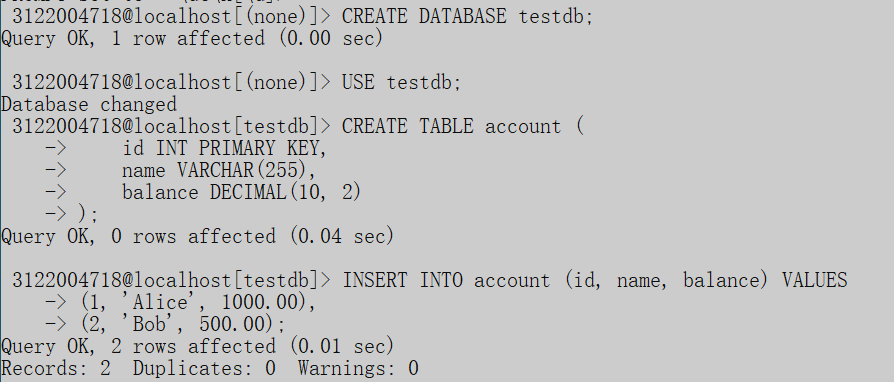 3122004718@localhost[(none)]> CREATE DATABASE testdb;
Query OK, 1 row affected (0.00 sec)
3122004718@localhost[(none)]> USE testdb;
Database changed
3122004718@localhost[testdb]> CREATE TABLE account (
-> id INT PRIMARY KEY,
-> name VARCHAR(255),
-> balance DECIMAL(10, 2)
-> );
Query OK, 0 rows affected (0.04 sec)
3122004718@localhost[testdb]> INSERT INTO account (id, name, balance) VALUES
-> (1, 'Alice', 1000.00),
-> (2, 'Bob', 500.00);
Query OK, 2 rows affected (0.01 sec)
Records: 2  Duplicates: 0  Warnings: 0